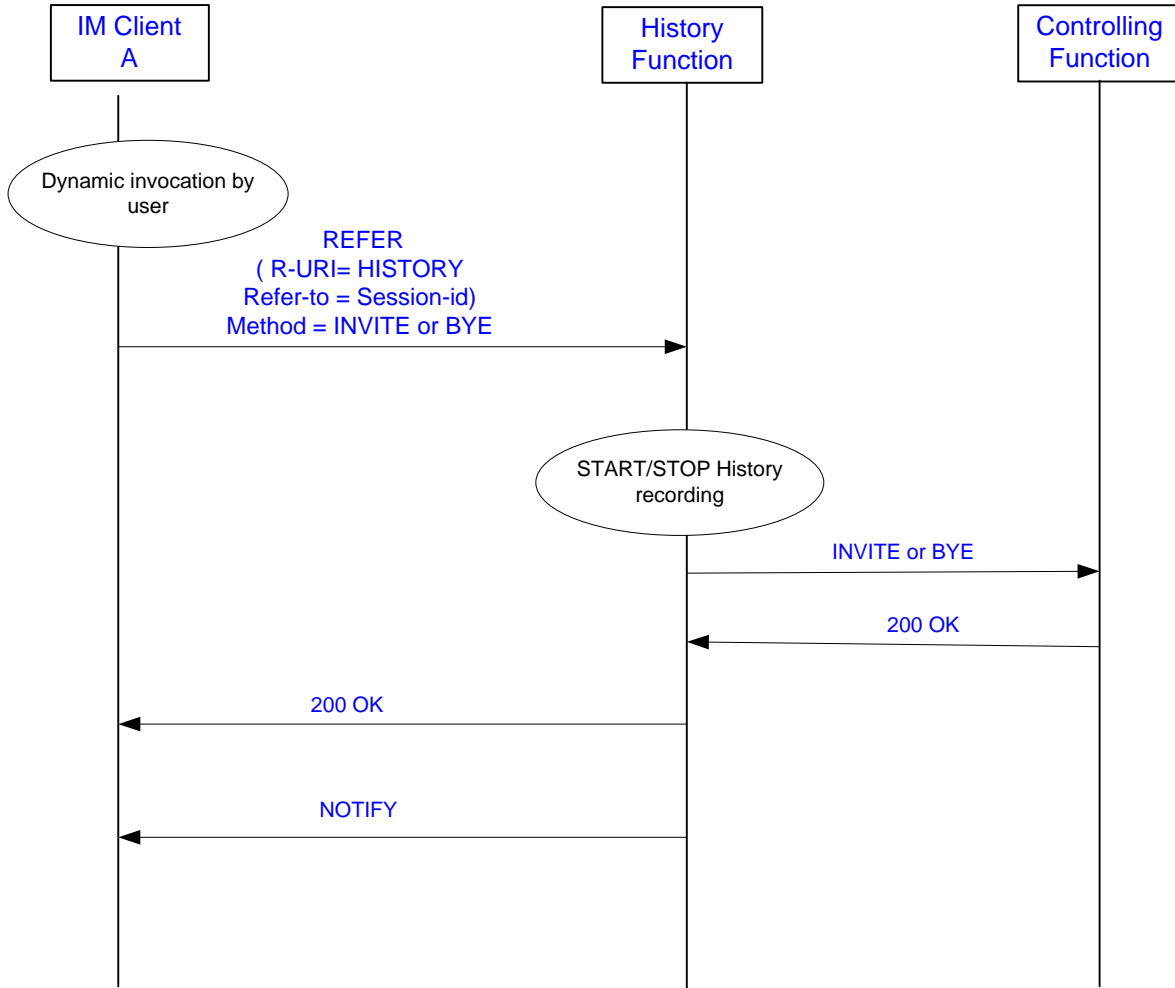 IM Client
A
History
Function
Controlling
Function
Dynamic invocation by
user
REFER
( R-URI= HISTORY
Refer-to = Session-id)
Method = INVITE or BYE
START/STOP History
recording
INVITE or BYE
200 OK
200 OK
NOTIFY